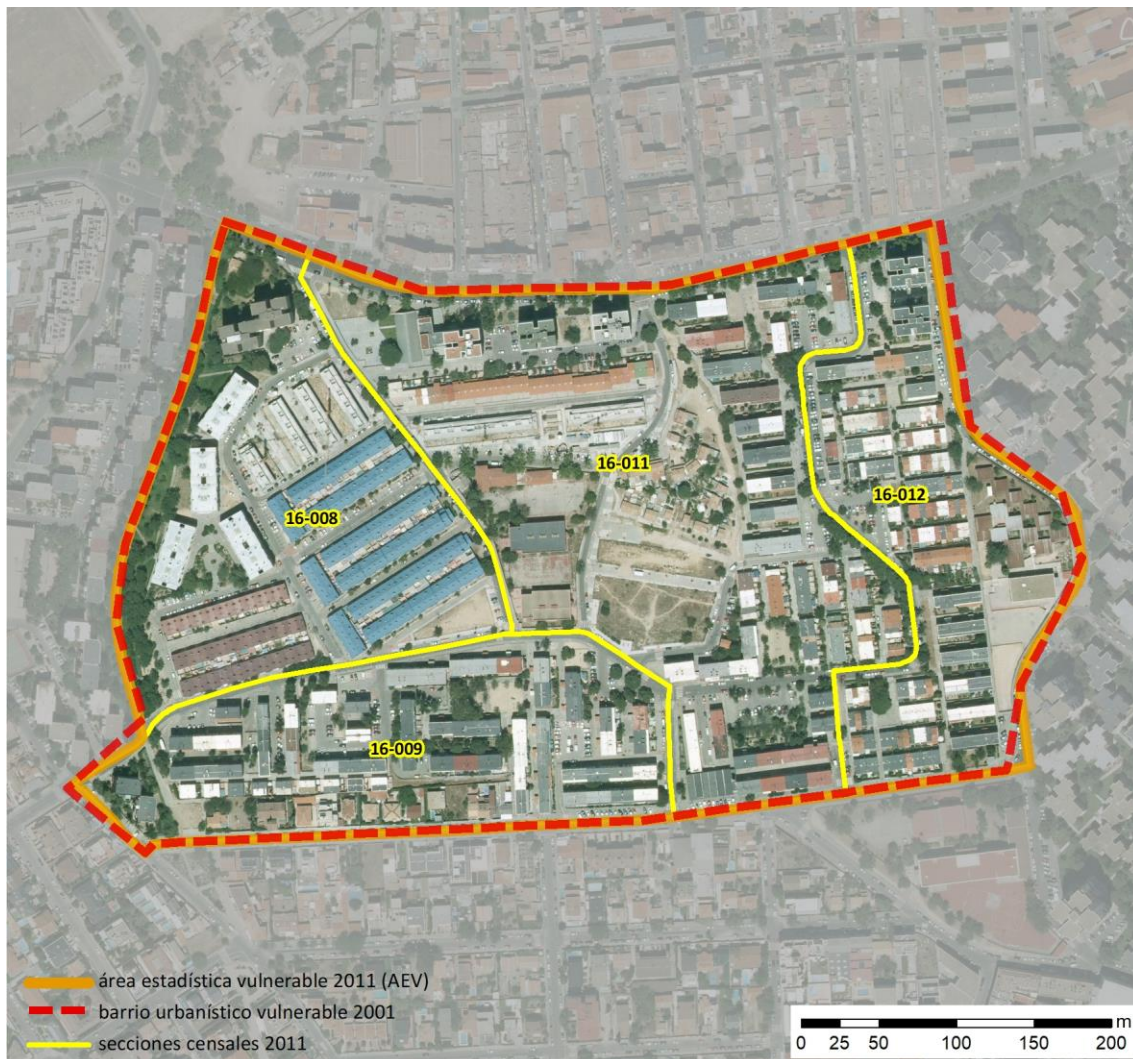 16-011
16-012
16-008
16-009
área estadística vulnerable 2011 (AEV)
barrio urbanístico vulnerable 2001
secciones censales 2011
m
0 25 50 100 150 200